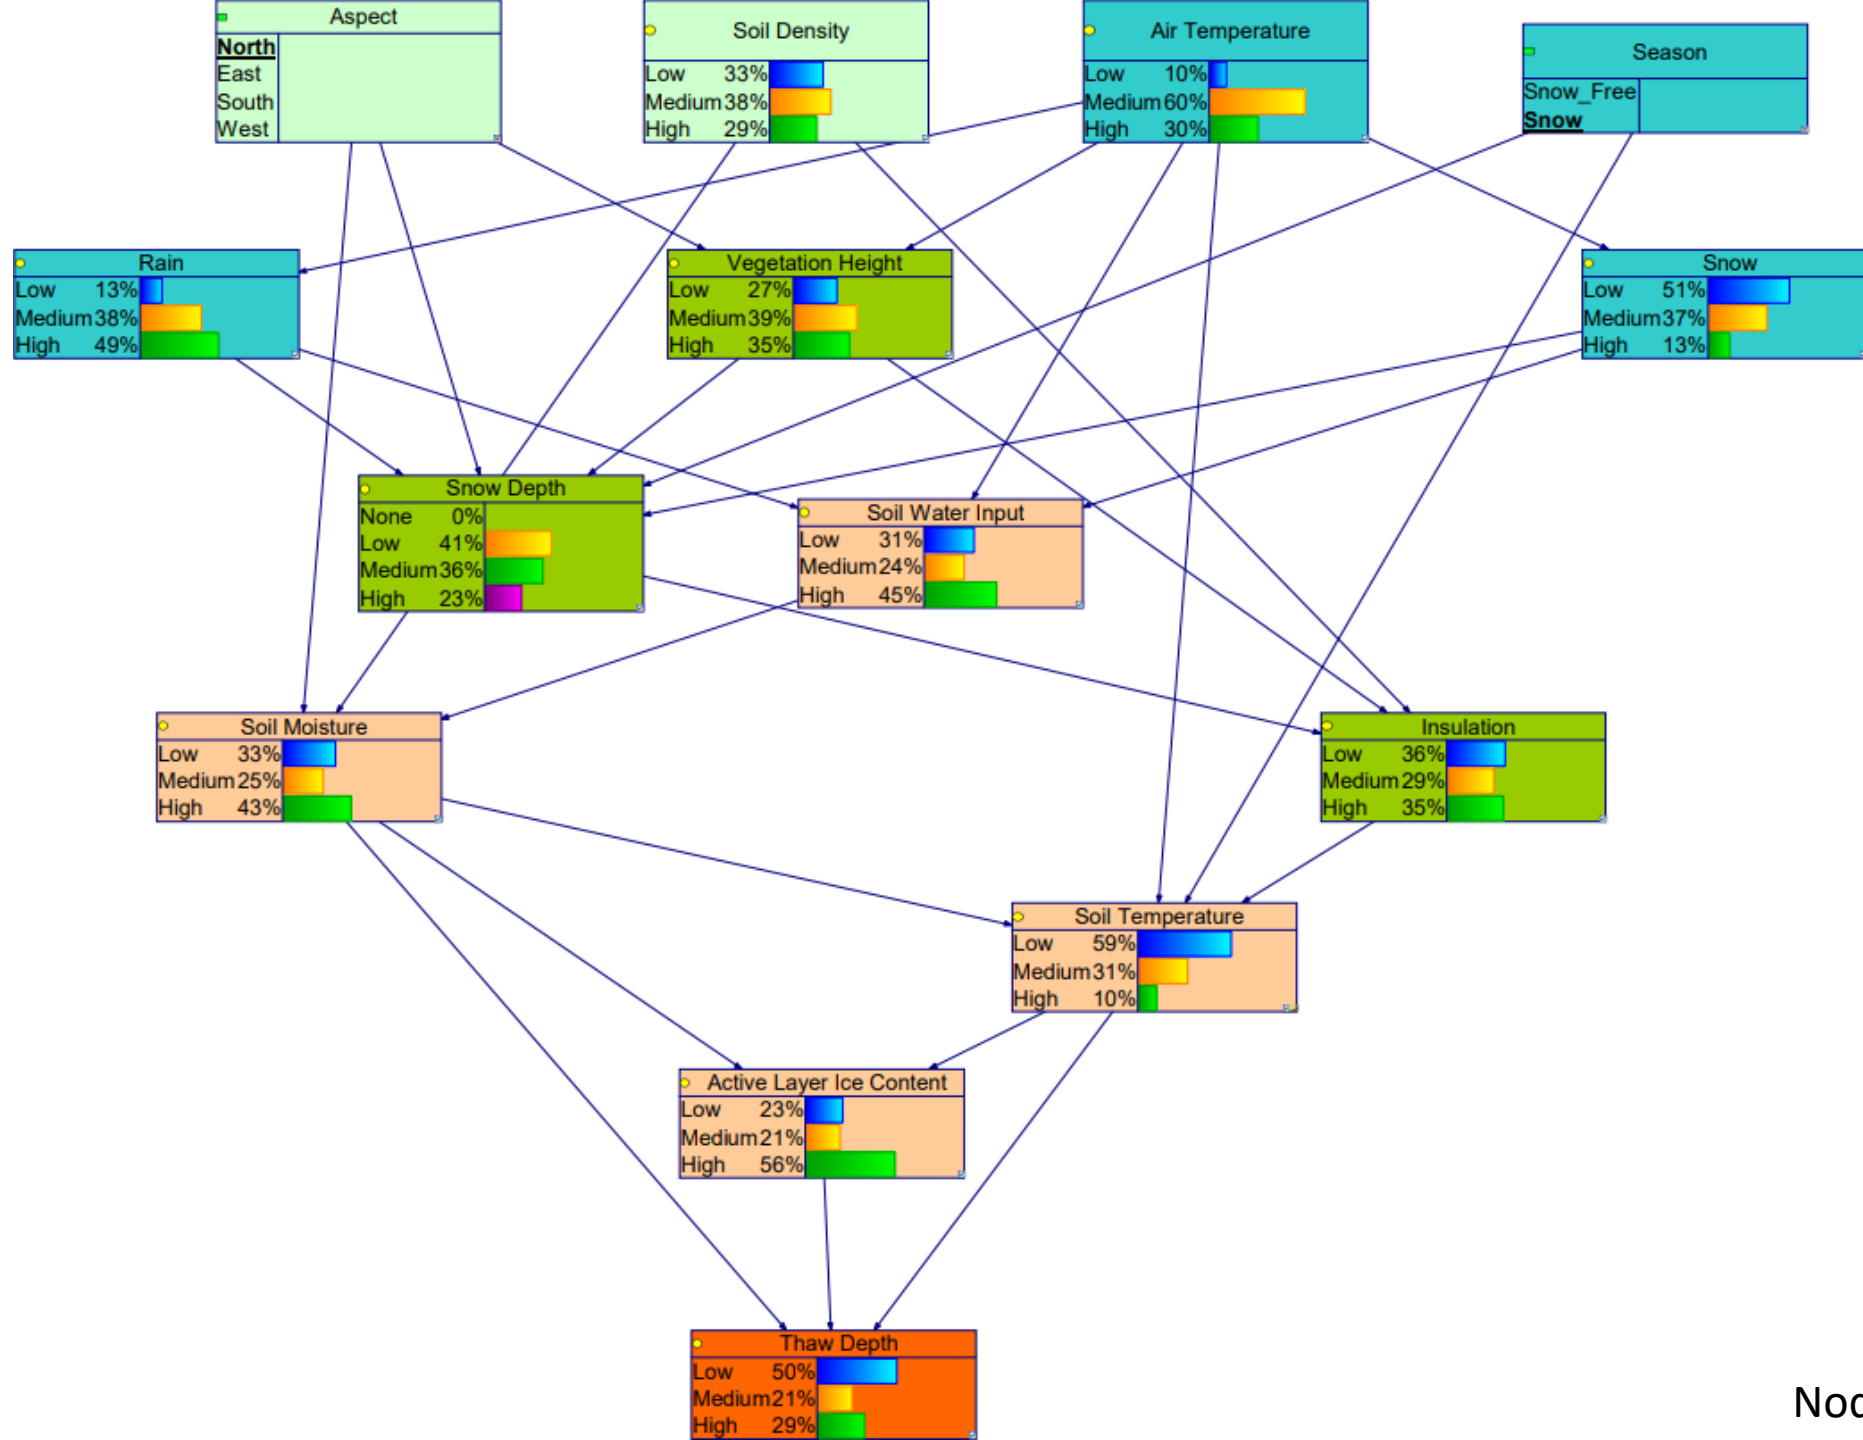 Aspect
North
East
South
West
Soil Density
Low 33%
Medium 38%
High 29%
Air Temperature
Low 10%
Medium 60%
High 30%
Season
Snow_Free
Snow
Rain
Low 13%
Medium 38%
High 49%
Vegetation Height
Low 27%
Medium 39%
High 35%
Snow
Low 51%
Medium 37%
High 13%
Snow Depth
None 0%
Low 41%
Medium 36%
High 23%
Soil Water Input
Low 31%
Medium 24%
High 45%
Soil Moisture
Low 33%
Medium 25%
High 43%
Insulation
Low 36%
Medium 29%
High 35%
Soil Temperature
Low 59%
Medium 31%
High 10%
Active Layer Ice Content
Low 23%
Medium 21%
High 56%
Thaw Depth
Low 50%
Medium 21%
High 29%